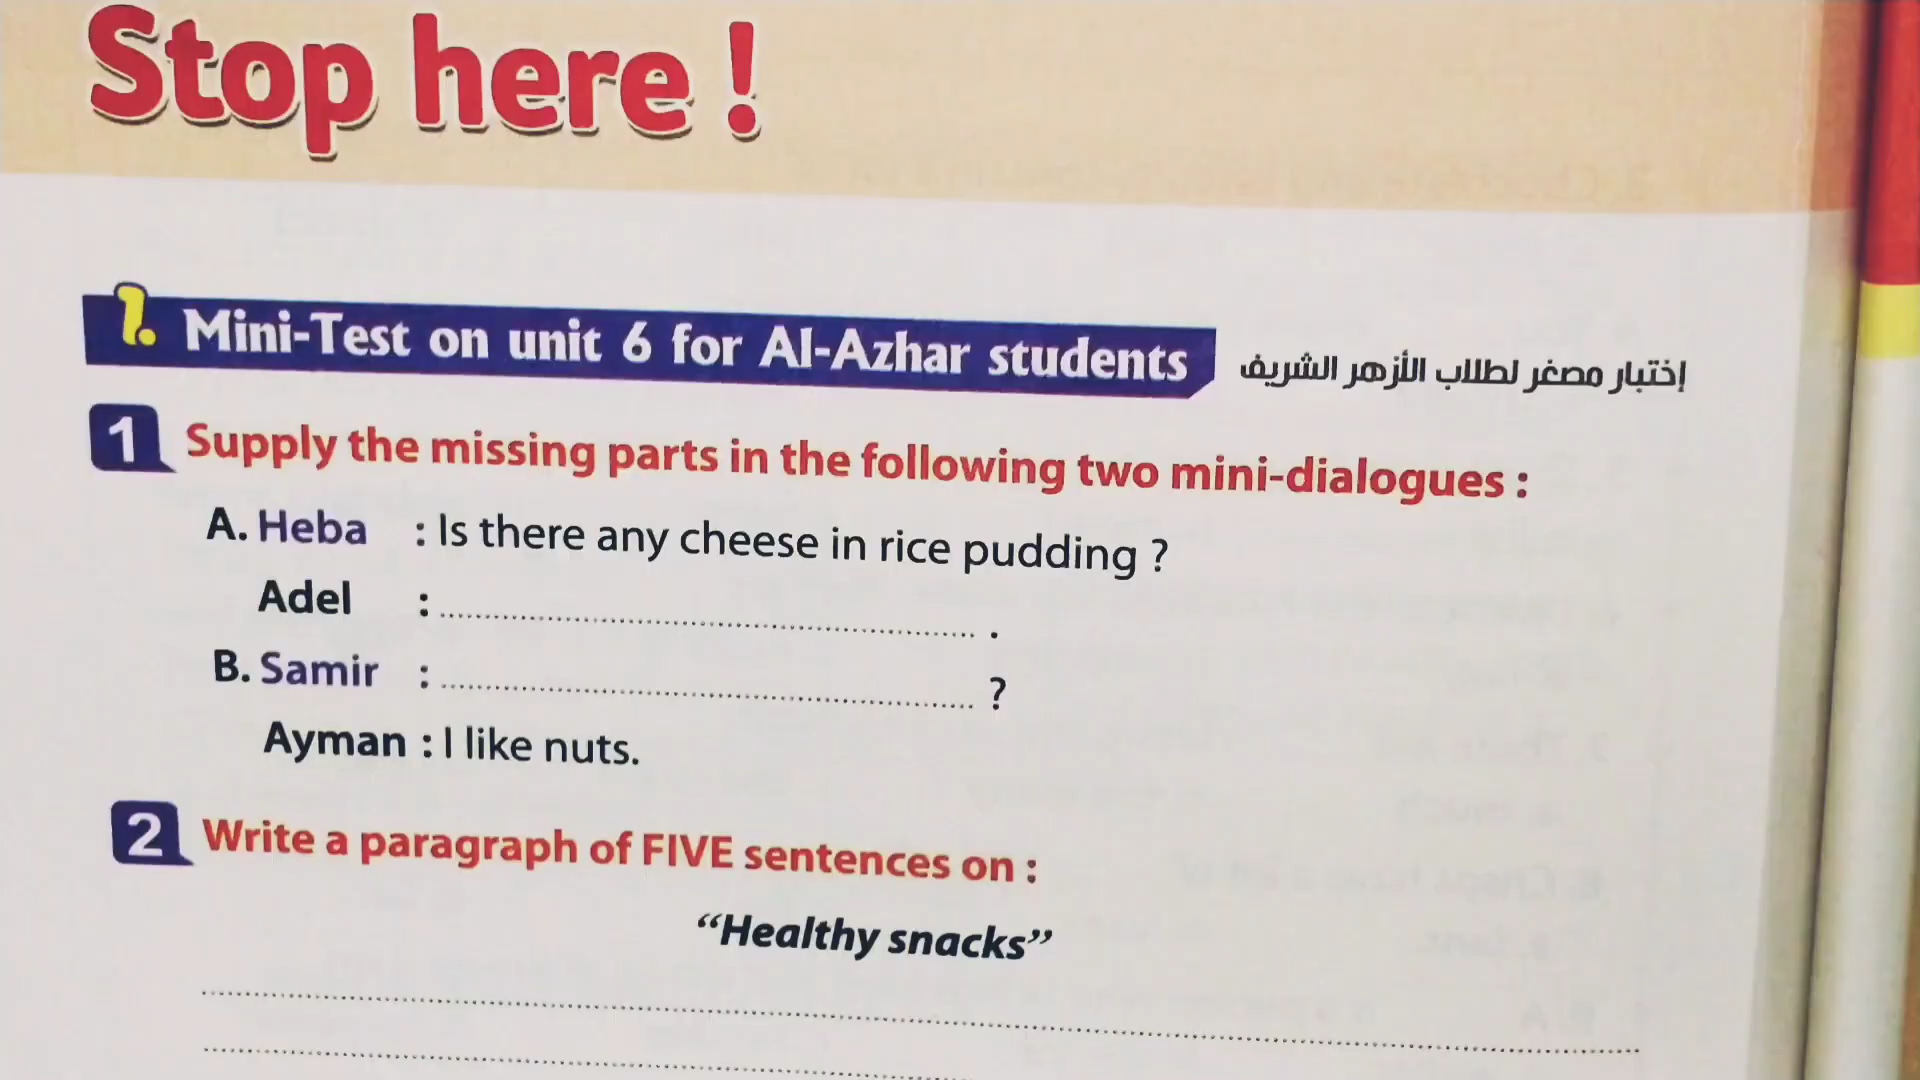 Stop here !
1. Mini-Test on unit 6 for Al-Azhar students إختبار مصغر لطلاب الأزهر الشريف
1 Supply the missing parts in the following two mini-dialogues :
A. Heba : Is there any cheese in rice pudding ?
Adel : ........................................ .
B. Samir : ........................................ ?
Ayman : I like nuts.
2 Write a paragraph of FIVE sentences on :
“Healthy snacks”